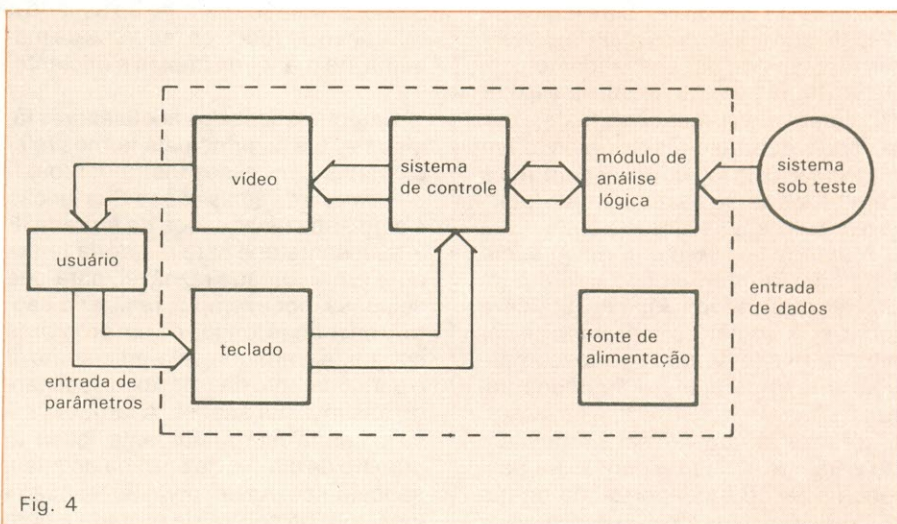 vídeo
sistema
de controle
módulo de
análise
lógica
sistema
sob teste
usuário
entrada
de dados
teclado
fonte de
alimentação
entrada de
parâmetros
Fig. 4